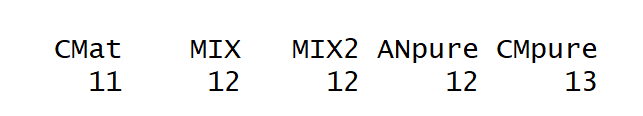 CMat MIX MIX2 ANpure CMpure
11 12 12 12 13